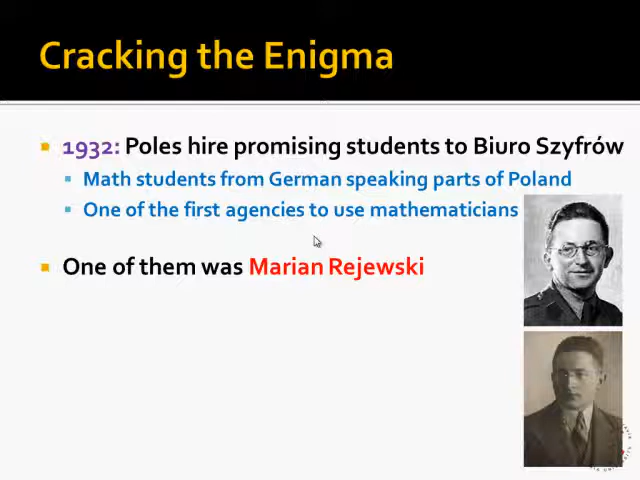 Cracking the Enigma
1932: Poles hire promising students to Biuro Szyfrów
Math students from German speaking parts of Poland
One of the first agencies to use mathematicians
One of them was Marian Rejewski